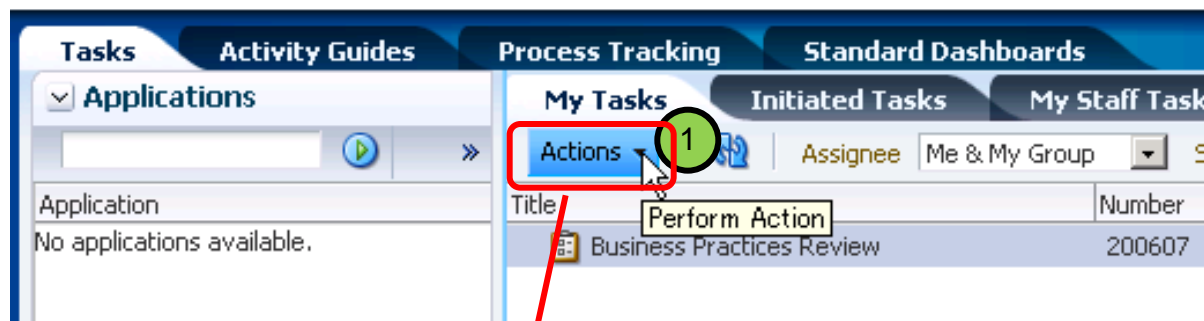 Tasks Activity Guides Process Tracking Standard Dashboards
Applications My Tasks Initiated Tasks My Staff Task
» Actions 1 Assignee Me & My Group
Application Title Perform Action Number
No applications available. Business Practices Review 200607